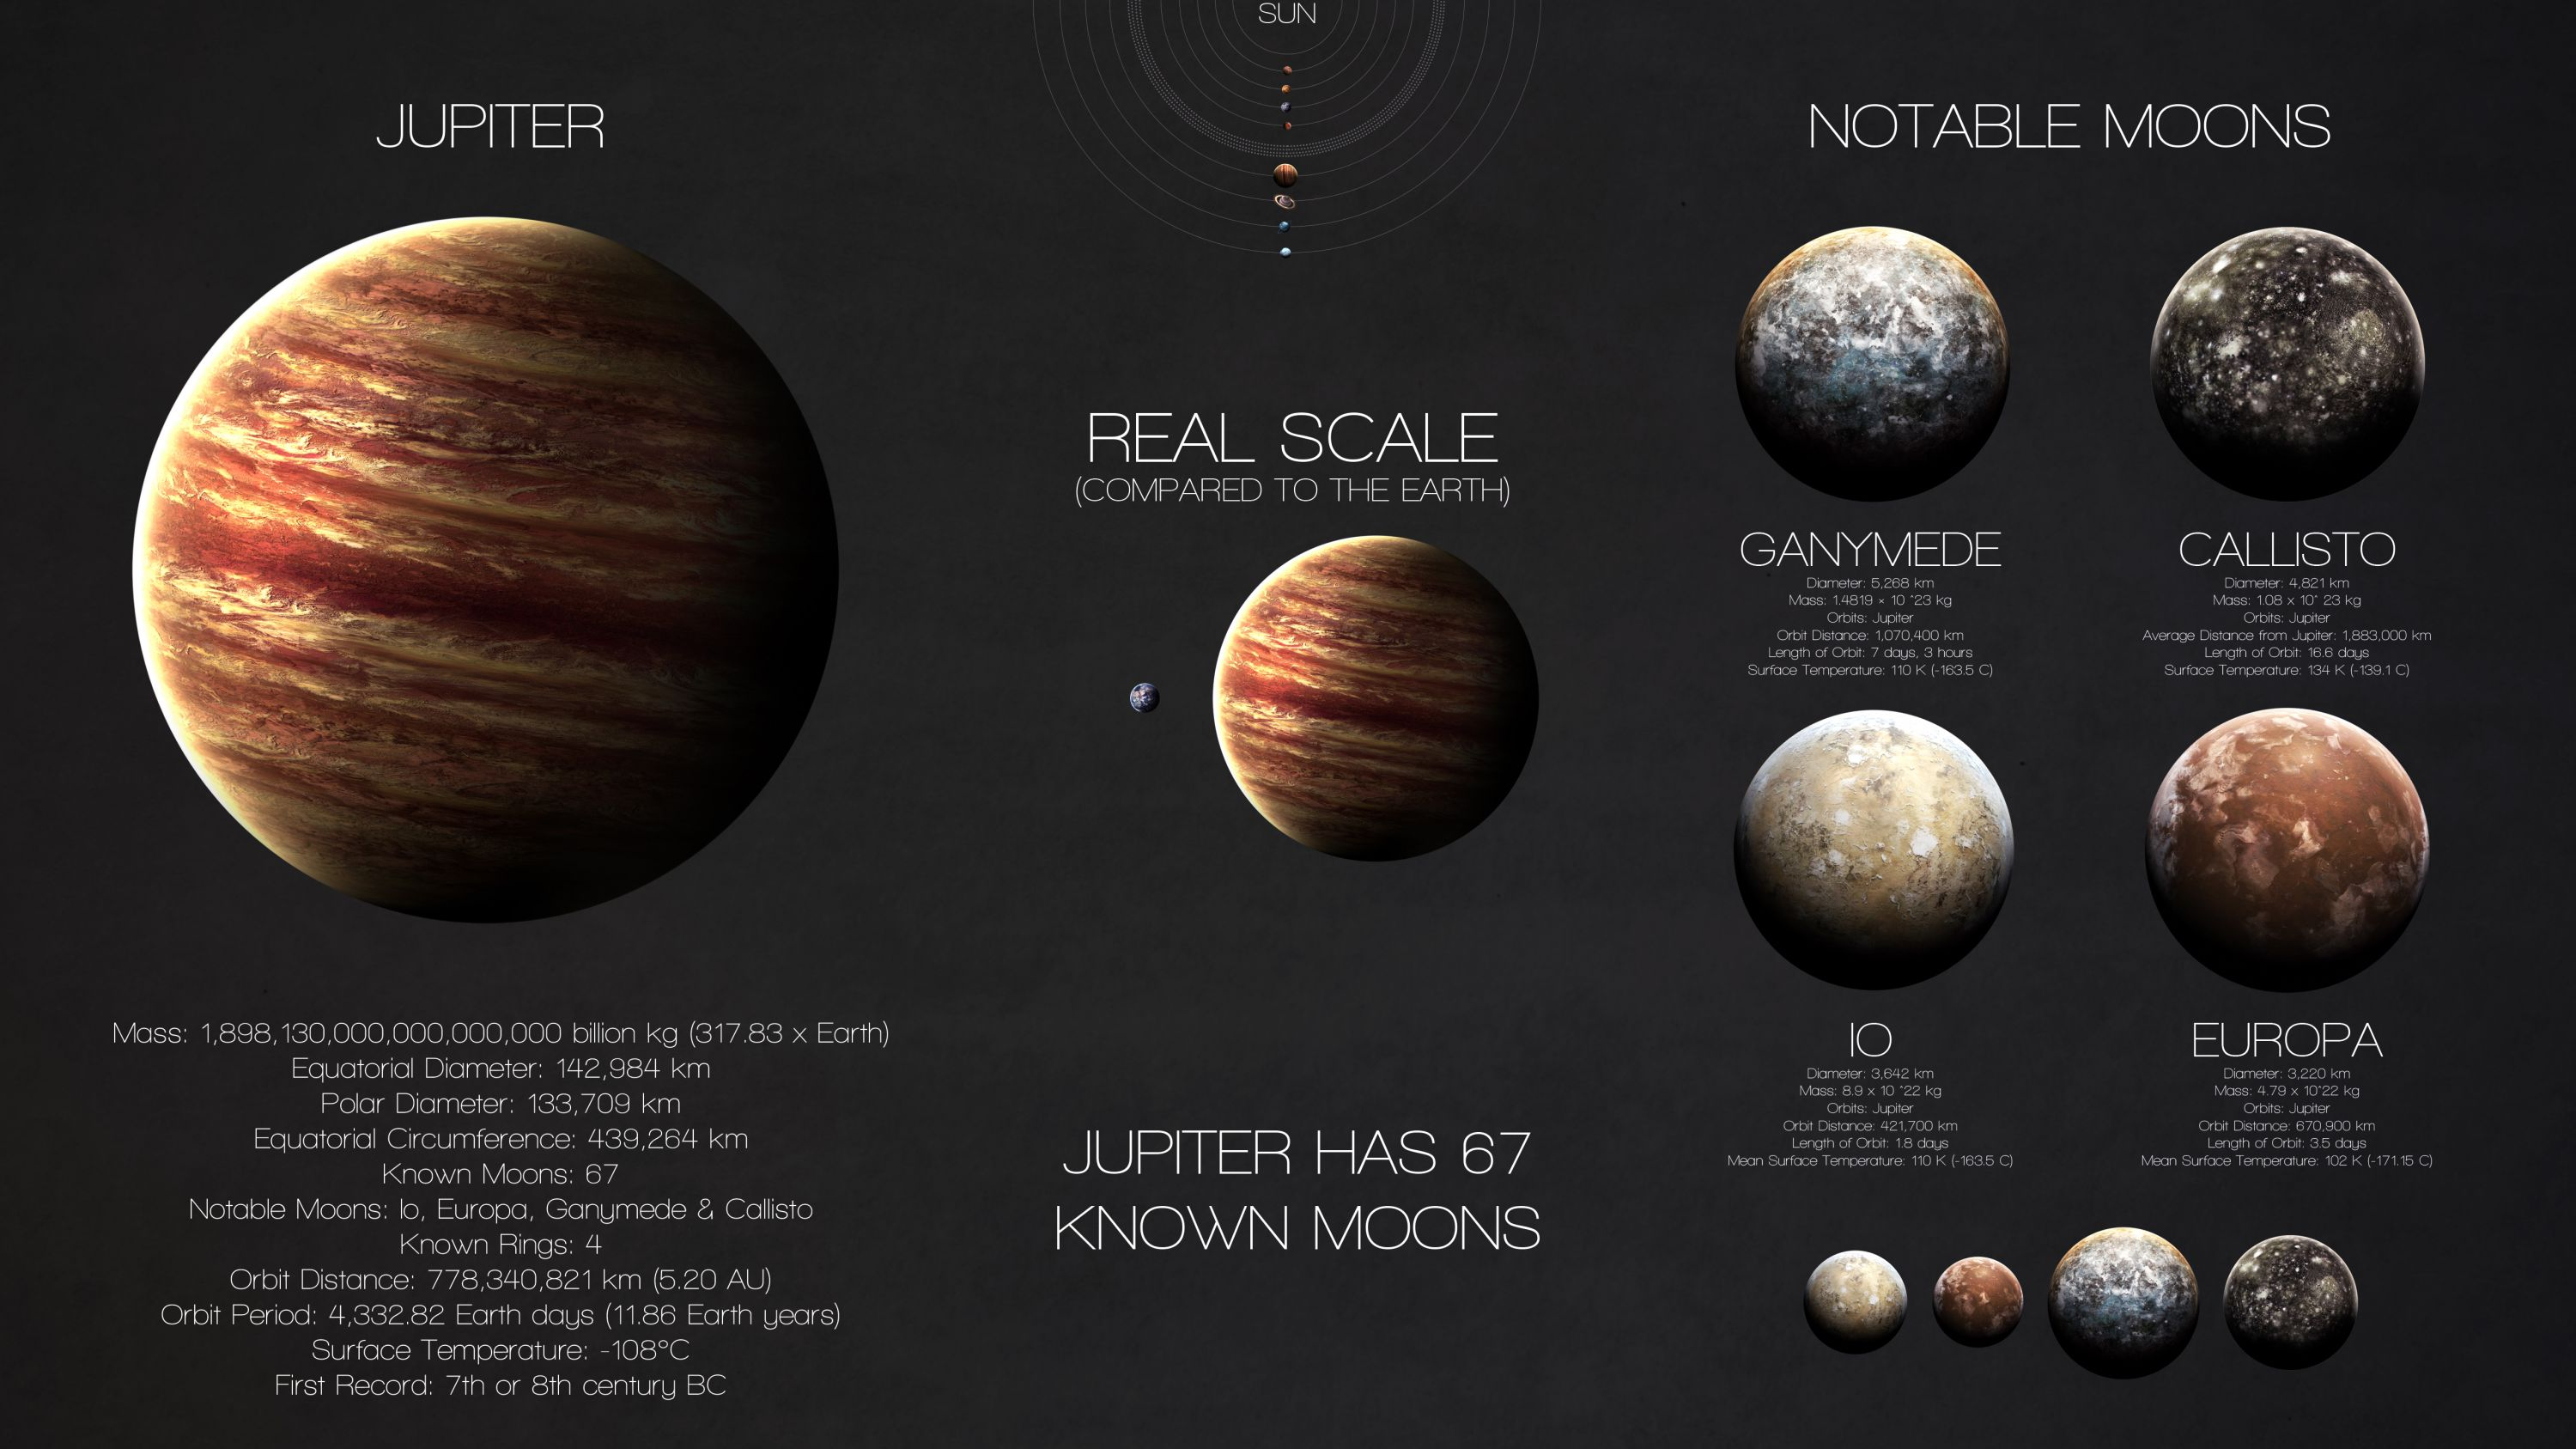 SUN
JUPITER
Mass: 1,898,130,000,000,000,000 billion kg (317.83 x Earth)
Equatorial Diameter: 142,984 km
Polar Diameter: 133,709 km
Equatorial Circumference: 439,264 km
Known Moons: 67
Notable Moons: Io, Europa, Ganymede & Callisto
Known Rings: 4
Orbit Distance: 778,340,821 km (5.20 AU)
Orbit Period: 4,332.82 Earth days (11.86 Earth years)
Surface Temperature: -108°C
First Record: 7th or 8th century BC
REAL SCALE
(COMPARED TO THE EARTH)
JUPITER HAS 67
KNOWN MOONS
NOTABLE MOONS
GANYMEDE
Diameter: 5,268 km
Mass: 1.4819 × 10 ^23 kg
Orbits: Jupiter
Orbit Distance: 1,070,400 km
Length of Orbit: 7 days, 3 hours
Surface Temperature: 110 K (-163.5 C)
CALLISTO
Diameter: 4,821 km
Mass: 1.08 x 10^ 23 kg
Orbits: Jupiter
Average Distance from Jupiter: 1,883,000 km
Length of Orbit: 16.6 days
Surface Temperature: 134 K (-139.1 C)
IO
Diameter: 3,642 km
Mass: 8.9 x 10 ^22 kg
Orbits: Jupiter
Orbit Distance: 421,700 km
Length of Orbit: 1.8 days
Mean Surface Temperature: 110 K (-163.5 C)
EUROPA
Diameter: 3,220 km
Mass: 4.79 x 10^22 kg
Orbits: Jupiter
Orbit Distance: 670,900 km
Length of Orbit: 3.5 days
Mean Surface Temperature: 102 K (-171.15 C)